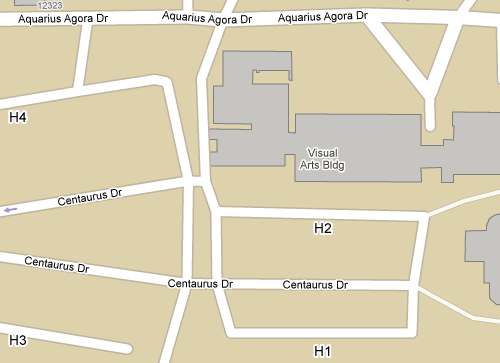 12323
Aquarius Agora Dr
Aquarius Agora Dr
Aquarius Agora Dr
H4
Visual
Arts Bldg
Centaurus Dr
H2
Centaurus Dr
Centaurus Dr
Centaurus Dr
H3
H1